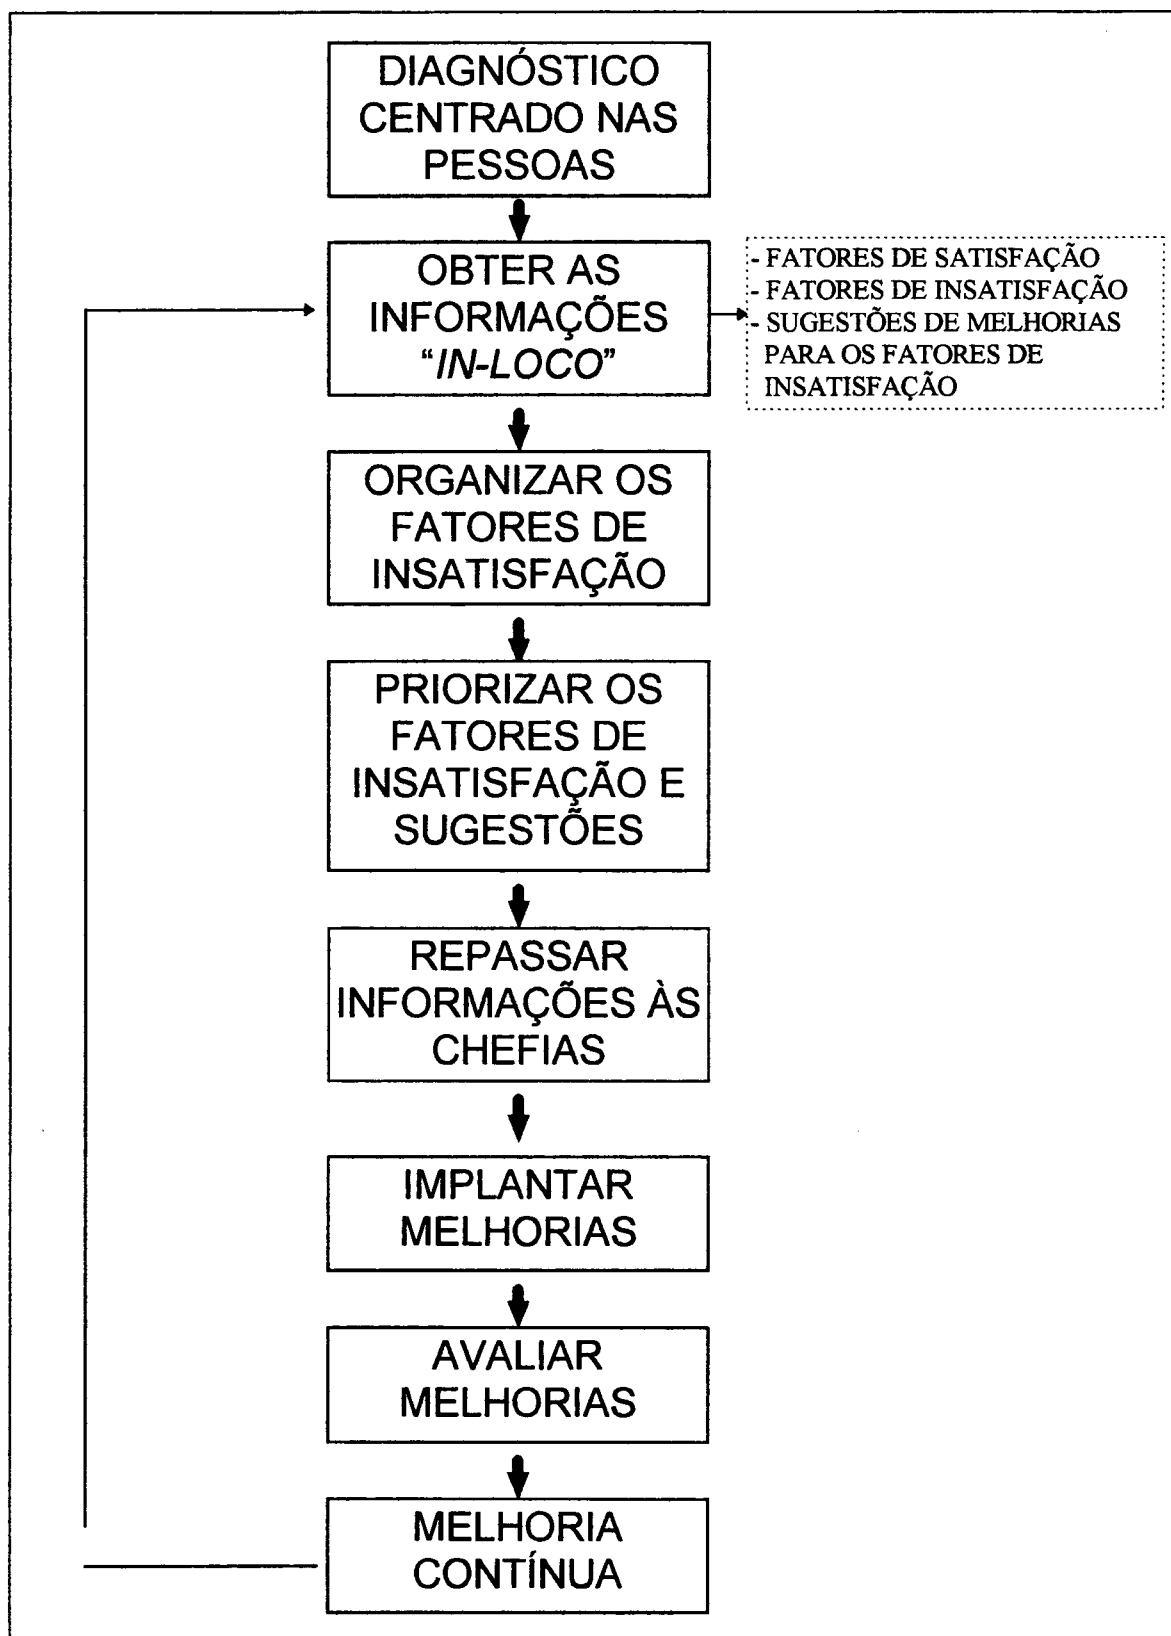 DIAGNÓSTICO
CENTRADO NAS
PESSOAS
OBTER AS
INFORMAÇÕES
“IN-LOCO”
- FATORES DE SATISFAÇÃO
- FATORES DE INSATISFAÇÃO
- SUGESTÕES DE MELHORIAS
PARA OS FATORES DE
INSATISFAÇÃO
ORGANIZAR OS
FATORES DE
INSATISFAÇÃO
PRIORIZAR OS
FATORES DE
INSATISFAÇÃO E
SUGESTÕES
REPASSAR
INFORMAÇÕES ÀS
CHEFIAS
IMPLANTAR
MELHORIAS
AVALIAR
MELHORIAS
MELHORIA
CONTÍNUA